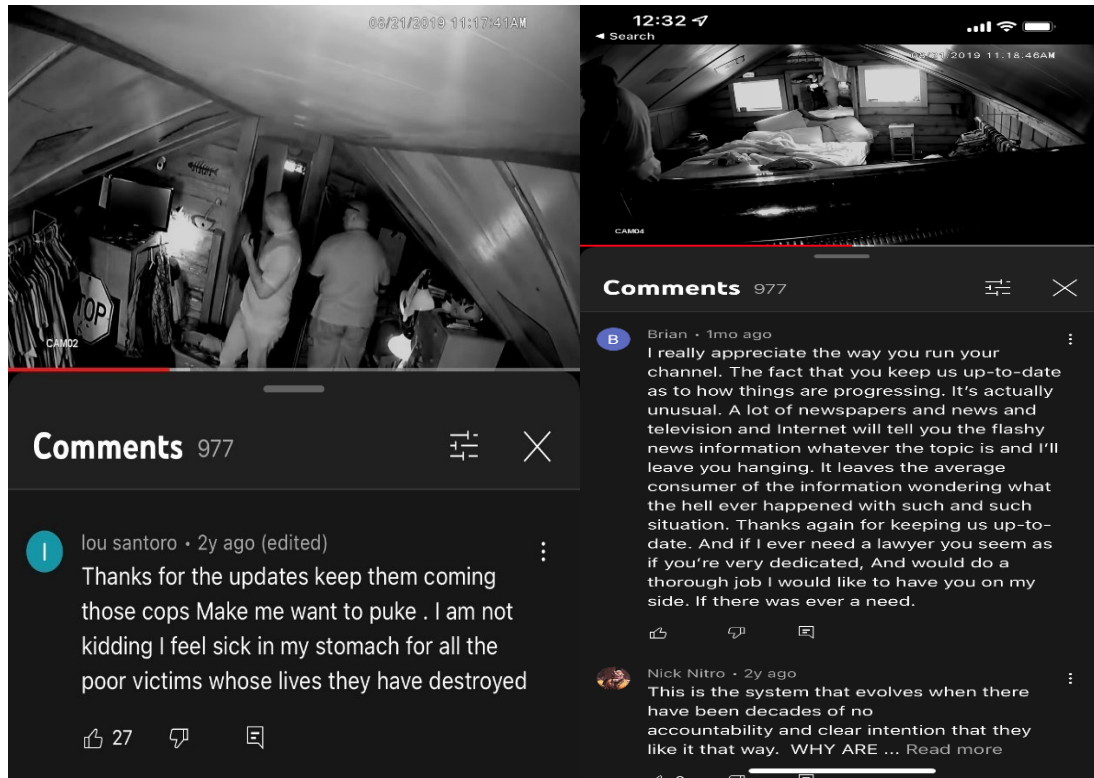 08/21/2019 11:17:41AM
TOP
CAM02
Comments 977
lou santoro • 2y ago (edited)
Thanks for the updates keep them coming
those cops Make me want to puke . I am not
kidding I feel sick in my stomach for all the
poor victims whose lives they have destroyed
27
12:32
◄ Search
2019 11:18:46AM
CAM04
Comments 977
B
Brian • 1mo ago
I really appreciate the way you run your
channel. The fact that you keep us up-to-date
as to how things are progressing. It's actually
unusual. A lot of newspapers and news and
television and Internet will tell you the flashy
news information whatever the topic is and I'll
leave you hanging. It leaves the average
consumer of the information wondering what
the hell ever happened with such and such
situation. Thanks again for keeping us up-to-
date. And if I ever need a lawyer you seem as
if you're very dedicated, And would do a
thorough job I would like to have you on my
side. If there was ever a need.
Nick Nitro • 2y ago
This is the system that evolves when there
have been decades of no
accountability and clear intention that they
like it that way. WHY ARE ... Read more